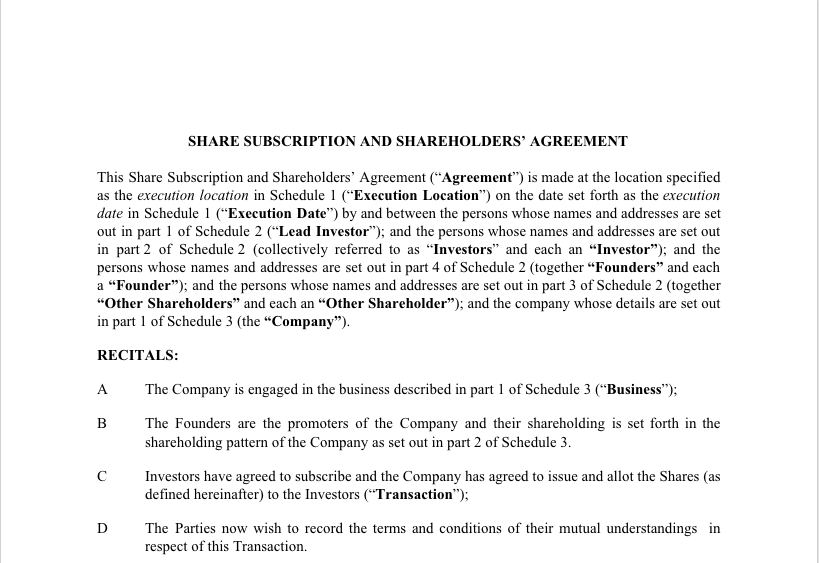 SHARE SUBSCRIPTION AND SHAREHOLDERS’ AGREEMENT
This Share Subscription and Shareholders’ Agreement (“Agreement”) is made at the location specified
as the execution location in Schedule 1 (“Execution Location”) on the date set forth as the execution
date in Schedule 1 (“Execution Date”) by and between the persons whose names and addresses are set
out in part 1 of Schedule 2 (“Lead Investor”); and the persons whose names and addresses are set out
in part 2 of Schedule 2 (collectively referred to as “Investors” and each an “Investor”); and the
persons whose names and addresses are set out in part 4 of Schedule 2 (together “Founders” and each
a “Founder”); and the persons whose names and addresses are set out in part 3 of Schedule 2 (together
“Other Shareholders” and each an “Other Shareholder”); and the company whose details are set out
in part 1 of Schedule 3 (the “Company”).
RECITALS:
A The Company is engaged in the business described in part 1 of Schedule 3 (“Business”);
B The Founders are the promoters of the Company and their shareholding is set forth in the
shareholding pattern of the Company as set out in part 2 of Schedule 3.
C Investors have agreed to subscribe and the Company has agreed to issue and allot the Shares (as
defined hereinafter) to the Investors (“Transaction”);
D The Parties now wish to record the terms and conditions of their mutual understandings in
respect of this Transaction.